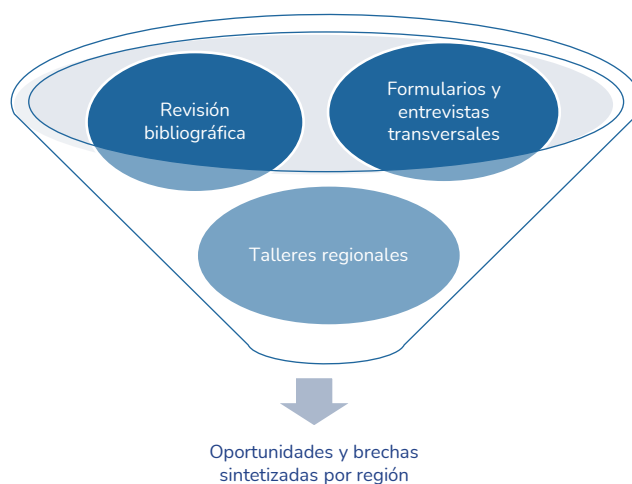 Revisión
bibliográfica
Formularios y
entrevistas
transversales
Talleres regionales
Oportunidades y brechas
sintetizadas por región